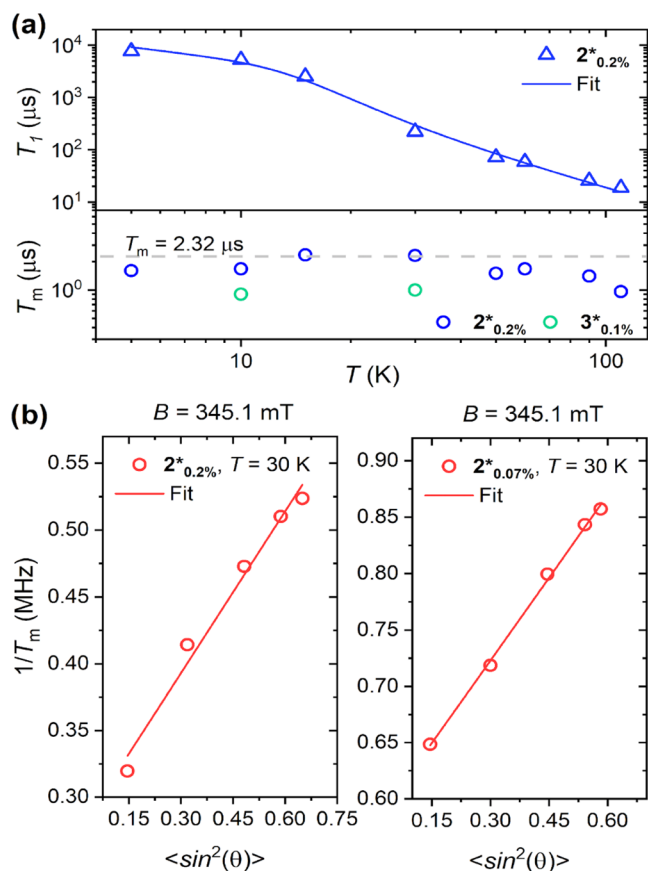 (a)
10⁴
10³
10²
10¹
T₁ (μs)
2*0.2%
Fit
Tm = 2.32 μs
10⁰
Tm (μs)
2*0.2% 3*0.1%
10 100
T (K)
(b)
B = 345.1 mT B = 345.1 mT
2*0.2%, T = 30 K
Fit
0.55
0.50
0.45
0.40
0.35
0.30
1/Tm (MHz)
0.15 0.30 0.45 0.60 0.75
<sin²(θ)>
2*0.07%, T = 30 K
Fit
0.90
0.85
0.80
0.75
0.70
0.65
0.60
0.15 0.30 0.45 0.60
<sin²(θ)>